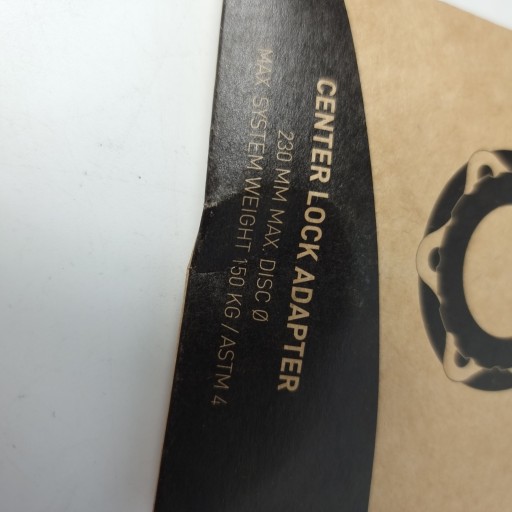 CENTER LOCK ADAPTER
230 MM MAX. DISC Ø
MAX. SYSTEM WEIGHT 150 KG / ASTM 4